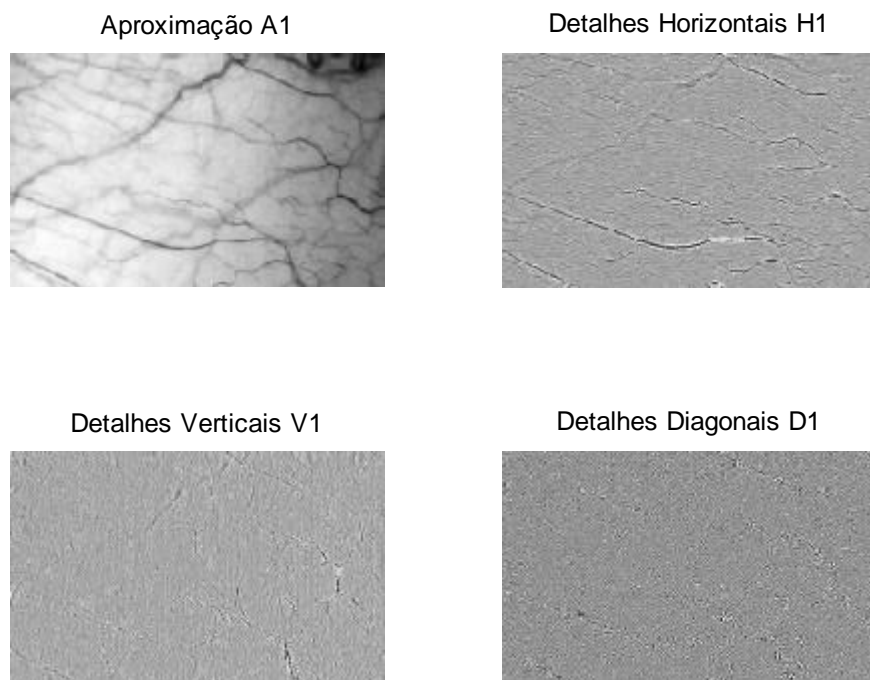 Aproximação A1
Detalhes Horizontais H1
Detalhes Verticais V1
Detalhes Diagonais D1